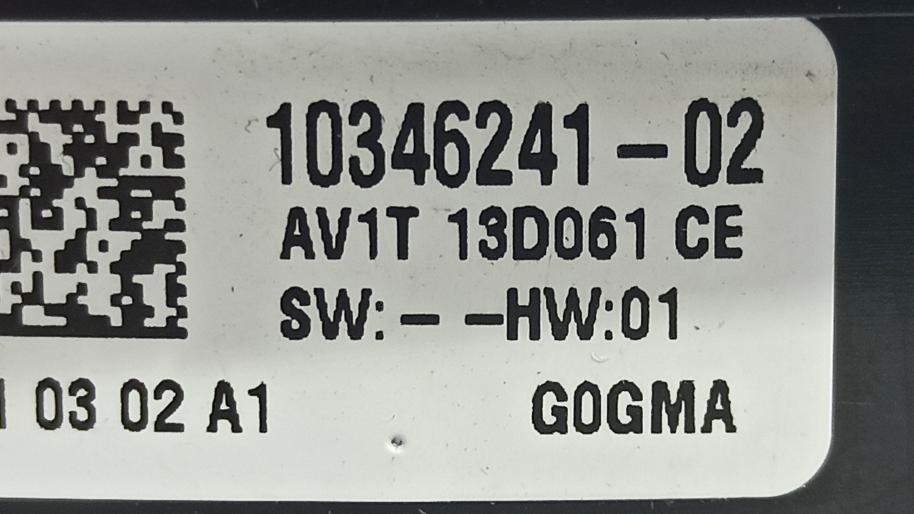 10346241-02
AV1T 13D061 CE
SW:- -HW:01
03 02 A1
G0GMA